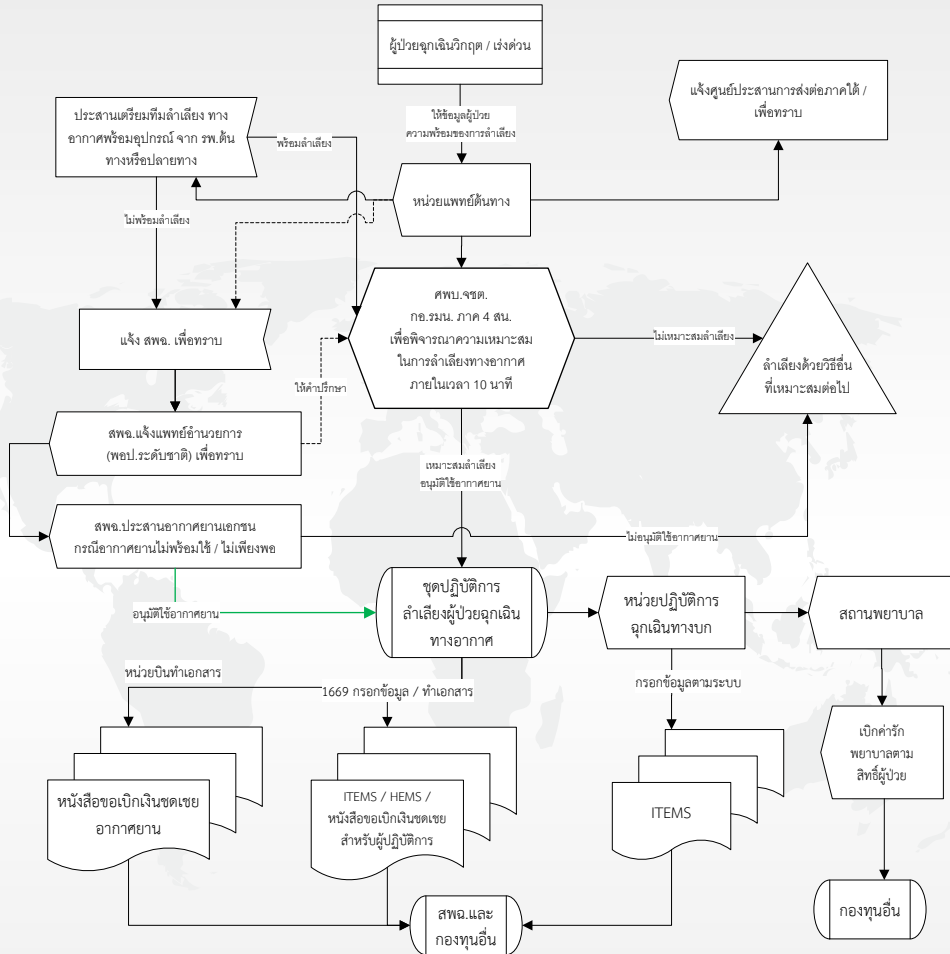 ผู้ป่วยฉุกเฉินวิกฤต / เร่งด่วน
แจ้งศูนย์ประสานการส่งต่อภาคใต้ /
เพื่อทราบ
ประสานเตรียมทีมลำเลียง ทาง
อากาศพร้อมอุปกรณ์ จาก รพ.ต้น
ทางหรือปลายทาง
ให้ข้อมูลผู้ป่วย
ความพร้อมของการลำเลียง
พร้อมลำเลียง
หน่วยแพทย์ต้นทาง
ไม่พร้อมลำเลียง
ศพบ.จชต.
กอ.รมน. ภาค 4 สน.
เพื่อพิจารณาความเหมาะสม
ในการลำเลียงทางอากาศ
ภายในเวลา 10 นาที
แจ้ง สพฉ. เพื่อทราบ
ไม่เหมาะสมลำเลียง
ลำเลียงด้วยวิธีอื่น
ที่เหมาะสมต่อไป
ให้คำปรึกษา
สพฉ.แจ้งแพทย์อำนวยการ
(พอป.ระดับชาติ) เพื่อทราบ
เหมาะสมลำเลียง
อนุมัติใช้อากาศยาน
สพฉ.ประสานอากาศยานเอกชน
กรณีอากาศยานไม่พร้อมใช้ / ไม่เพียงพอ
ไม่อนุมัติใช้อากาศยาน
อนุมัติใช้อากาศยาน
ชุดปฏิบัติการ
ลำเลียงผู้ป่วยฉุกเฉิน
ทางอากาศ
หน่วยปฏิบัติการ
ฉุกเฉินทางบก
สถานพยาบาล
หน่วยบินทำเอกสาร
1669 กรอกข้อมูล / ทำเอกสาร
กรอกข้อมูลตามระบบ
เบิกค่ารัก
พยาบาลตาม
สิทธิ์ผู้ป่วย
หนังสือขอเบิกเงินชดเชย
อากาศยาน
ITEMS / HEMS /
หนังสือขอเบิกเงินชดเชย
สำหรับผู้ปฏิบัติการ
ITEMS
กองทุนอื่น
สพฉ.และ
กองทุนอื่น